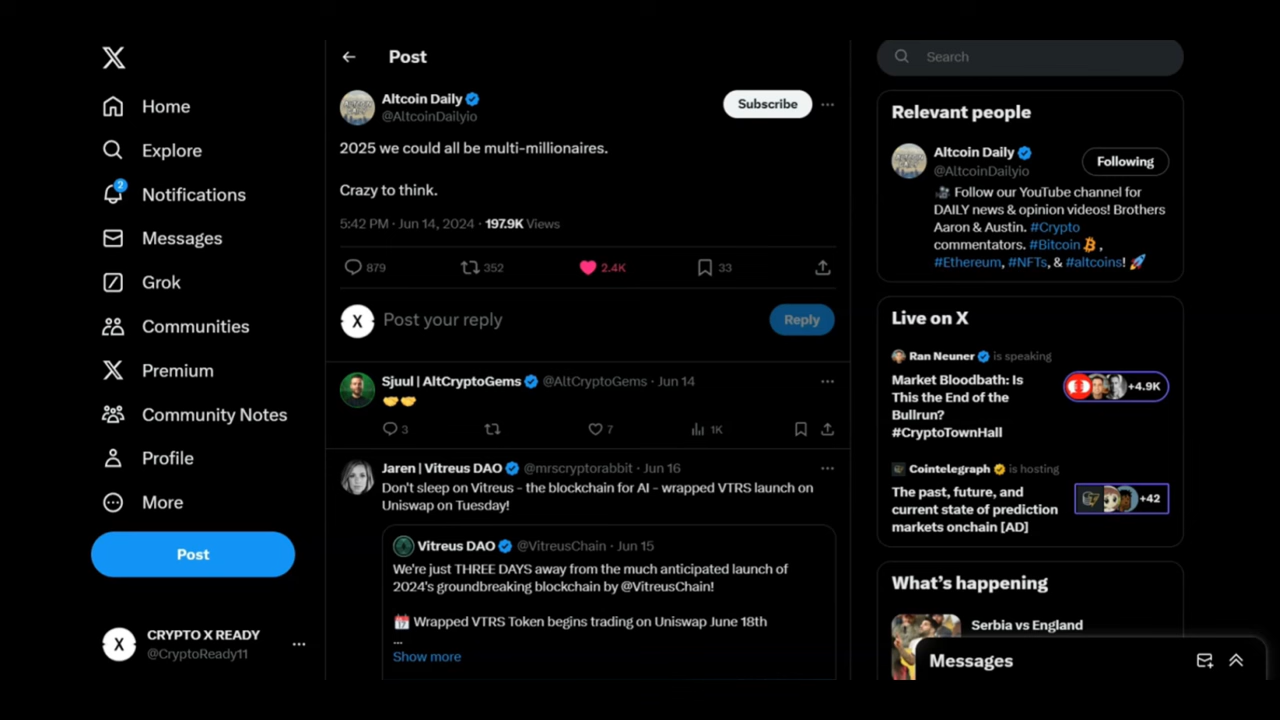 Home
Explore
2
Notifications
Messages
Grok
Communities
Premium
Community Notes
Profile
More
Post
CRYPTO X READY
@CryptoReady11
Post
Altcoin Daily
@AltcoinDailyio
Subscribe
2025 we could all be multi-millionaires.
Crazy to think.
5:42 PM · Jun 14, 2024 · 197.9K Views
879 352 2.4K 33
X Post your reply Reply
Sjuul | AltCryptoGems @AltCryptoGems · Jun 14
3 7 1K
Jaren | Vitreus DAO @mrscryptorabbit · Jun 16
Don't sleep on Vitreus - the blockchain for AI - wrapped VTRS launch on
Uniswap on Tuesday!
Vitreus DAO @VitreusChain · Jun 15
We're just THREE DAYS away from the much anticipated launch of
2024's groundbreaking blockchain by @VitreusChain!
Wrapped VTRS Token begins trading on Uniswap June 18th
...
Show more
Search
Relevant people
Altcoin Daily
@AltcoinDailyio
Following
Follow our YouTube channel for
DAILY news & opinion videos! Brothers
Aaron & Austin. #Crypto
commentators. #Bitcoin ,
#Ethereum, #NFTs, & #altcoins!
Live on X
Ran Neuner is speaking
Market Bloodbath: Is
This the End of the
Bullrun?
#CryptoTownHall
+4.9K
Cointelegraph is hosting
The past, future, and
current state of prediction
markets onchain [AD]
+42
What's happening
Serbia vs England
Messages